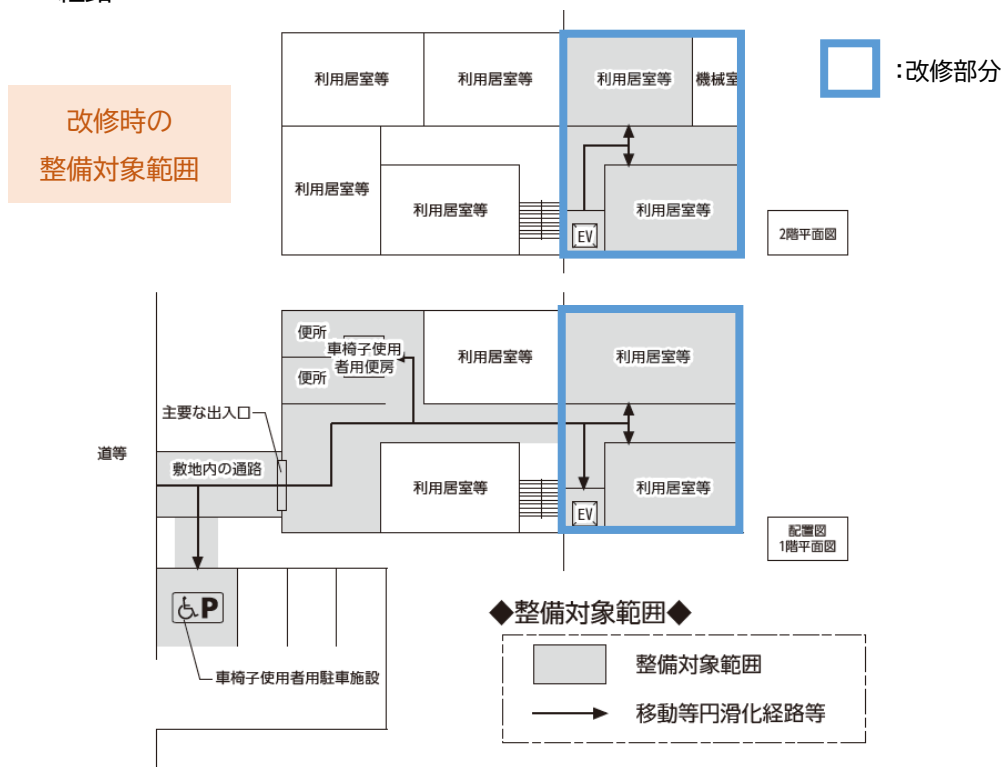 :改修部分
改修時の
整備対象範囲
利用居室等
利用居室等
利用居室等
機械室
利用居室等
利用居室等
利用居室等
EV
2階平面図
便所
車椅子使用
者用便房
便所
利用居室等
利用居室等
主要な出入口
道等
敷地内の通路
利用居室等
利用居室等
EV
配置図
1階平面図
P
車椅子使用者用駐車施設
◆整備対象範囲◆
整備対象範囲
移動等円滑化経路等